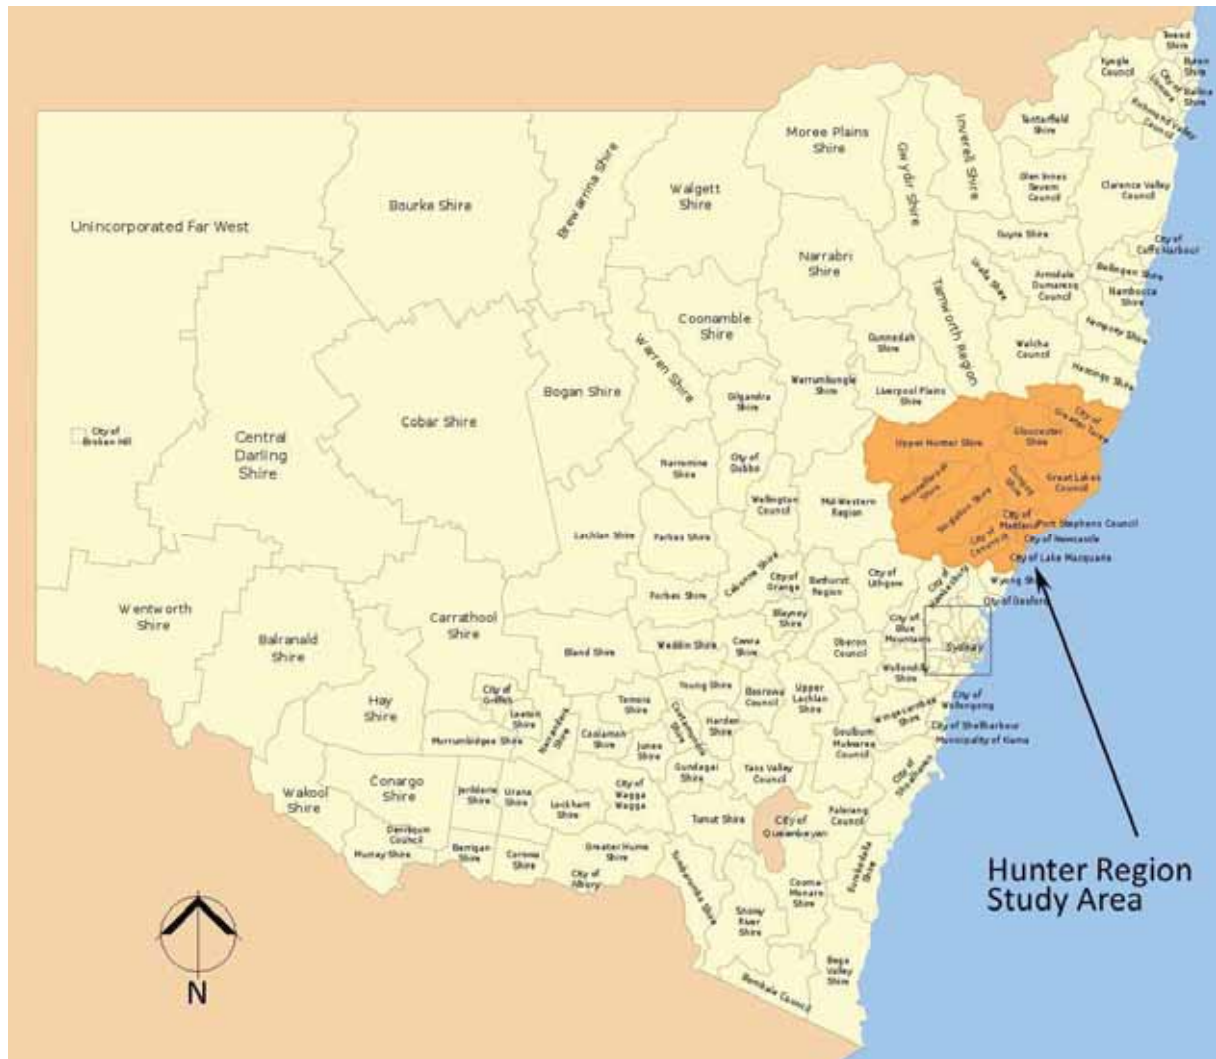 Tweed
Shire
Kyogle
Council
City of
Lismore
Byron
Shire
Ballina
Shire
Richmond Valley
Council
Tenterfield
Shire
Moree Plains
Shire
Gwydir Shire
Inverell Shire
Glen Innes
Severn
Council
Clarence Valley
Council
Brewarrina Shire
Walgett
Shire
Bourke Shire
Unincorporated Far West
Guyra Shire
City of
Coffs Harbour
Narrabri
Shire
Uralla Shire
Armidale
Dumaresq
Council
Bellingen Shire
Nambucca
Shire
Tamworth Region
Coonamble
Shire
Warren Shire
Gunnedah
Shire
Walcha
Council
Kempsey Shire
Hastings Shire
Bogan Shire
Gilgandra
Shire
Warrumbungle
Shire
Liverpool Plains
Shire
Cobar Shire
City of
Broken Hill
Central
Darling
Shire
Upper Hunter Shire
Gloucester
Shire
City of
Greater Taree
Narromine
Shire
City of
Dubbo
Muswellbrook
Shire
Dungog
Shire
Great Lakes
Council
Wellington
Council
Mid-Western
Region
Singleton Shire
City of
Maitland
Port Stephens Council
City of
Cessnock
City of Newcastle
City of Lake Macquarie
Lachlan Shire
Parkes Shire
Cabonne Shire
City of
Orange
Bathurst
Region
City of
Lithgow
City of
Hawkesbury
Wyong Shire
City of Gosford
Forbes Shire
Blayney
Shire
Wentworth
Shire
Balranald
Shire
Carrathool
Shire
Bland Shire
Weddin Shire
Cowra
Shire
Oberon
Council
City of
Blue
Mountains
Sydney
Wollondilly
Shire
Hay
Shire
City of
Griffith
Leeton
Shire
Narrandera
Shire
Temora
Shire
Young Shire
Boorowa
Council
Upper
Lachlan
Shire
Wingecarribee
Shire
City of
Wollongong
City of Shellharbour
Municipality of Kiama
Murrumbidgee Shire
Coolamon
Shire
Junee
Shire
Cootamundra
Shire
Harden
Shire
Goulburn
Mulwaree
Council
Gundagai
Shire
Yass Valley
Council
City of
Shoalhaven
Wakool
Shire
Conargo
Shire
Jerilderie
Shire
Urana
Shire
Lockhart
Shire
City of
Wagga
Wagga
Tumut Shire
City of
Queanbeyan
Palerang
Council
Deniliquin
Council
Murray Shire
Berrigan
Shire
Corowa
Shire
Greater Hume
Shire
City of
Albury
Tumbarumba Shire
Cooma-
Monaro
Shire
Eurobodalla
Shire
Snowy
River
Shire
Bega
Valley
Shire
Bombala Council
Hunter Region
Study Area
N